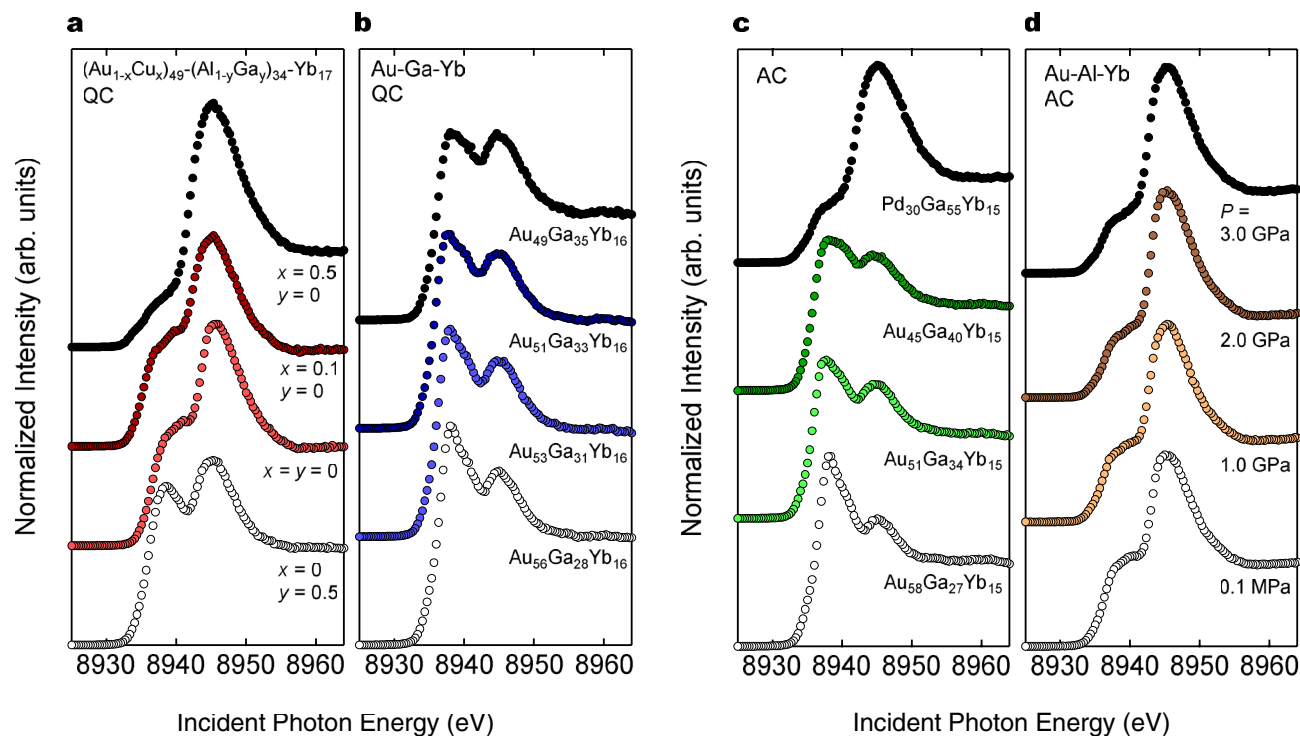 a
b
c
d
(Au1-xCux)49-(Al1-yGay)34-Yb17
QC
x = 0.5
y = 0
x = 0.1
y = 0
x = y = 0
x = 0
y = 0.5
Au-Ga-Yb
QC
Au49Ga35Yb16
Au51Ga33Yb16
Au53Ga31Yb16
Au56Ga28Yb16
AC
Pd30Ga55Yb15
Au45Ga40Yb15
Au51Ga34Yb15
Au58Ga27Yb15
Au-Al-Yb
AC
P =
3.0 GPa
2.0 GPa
1.0 GPa
0.1 MPa
Normalized Intensity (arb. units)
Normalized Intensity (arb. units)
8930 8940 8950 8960
8930 8940 8950 8960
8930 8940 8950 8960
8930 8940 8950 8960
Incident Photon Energy (eV)
Incident Photon Energy (eV)